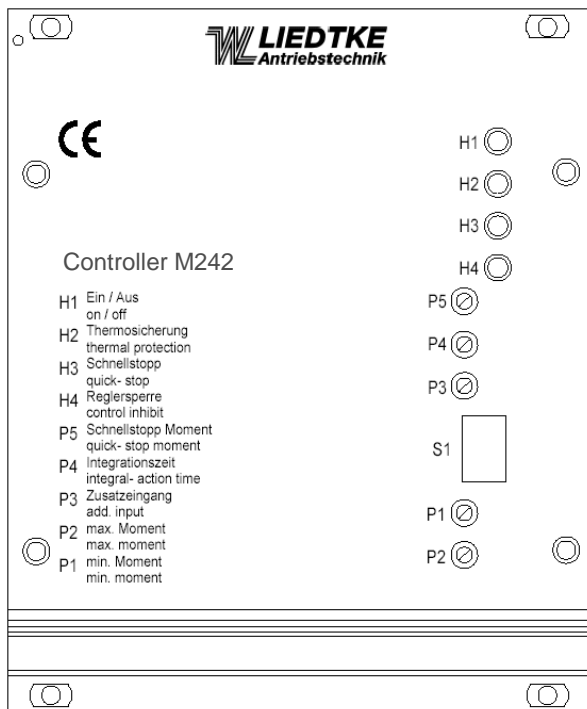 LIEDTKE
Antriebstechnik
CE
H1
H2
H3
H4
Controller M242
H1 Ein / Aus
on / off
H2 Thermosicherung
thermal protection
H3 Schnellstopp
quick- stop
H4 Reglersperre
control inhibit
P5 Schnellstopp Moment
quick- stop moment
P4 Integrationszeit
integral- action time
P3 Zusatzeingang
add. input
P2 max. Moment
max. moment
P1 min. Moment
min. moment
P5
P4
P3
S1
P1
P2